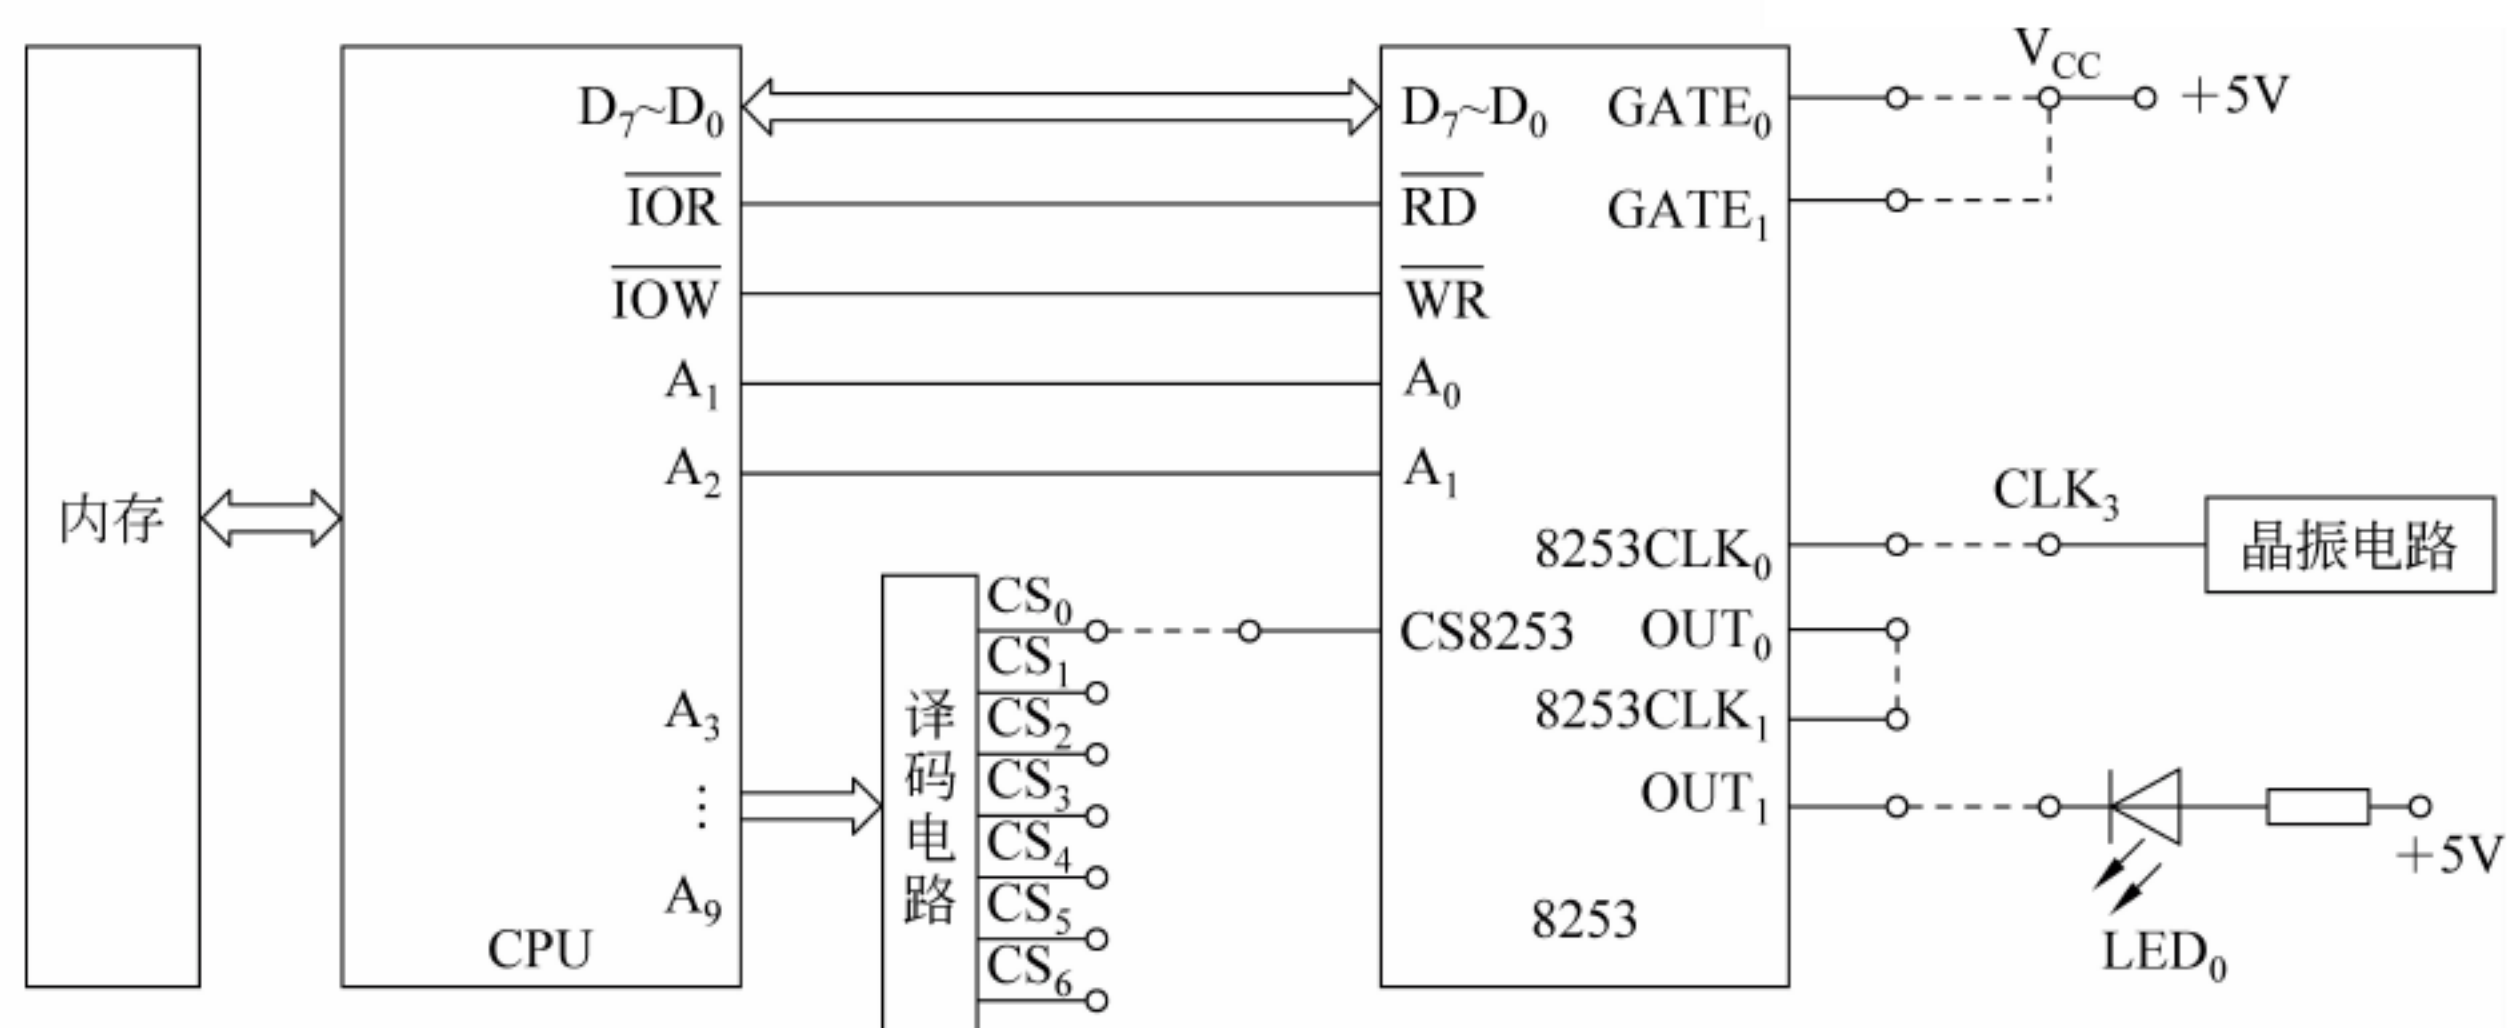 内存
CPU
D₇~D₀
IOR
IOW
A₁
A₂
A₃
⋮
A₉
译码电路
CS₀
CS₁
CS₂
CS₃
CS₄
CS₅
CS₆
D₇~D₀
RD
WR
A₀
A₁
CS8253
8253
GATE₀
GATE₁
8253CLK₀
OUT₀
8253CLK₁
OUT₁
V_CC
+5V
CLK₃
晶振电路
+5V
LED₀